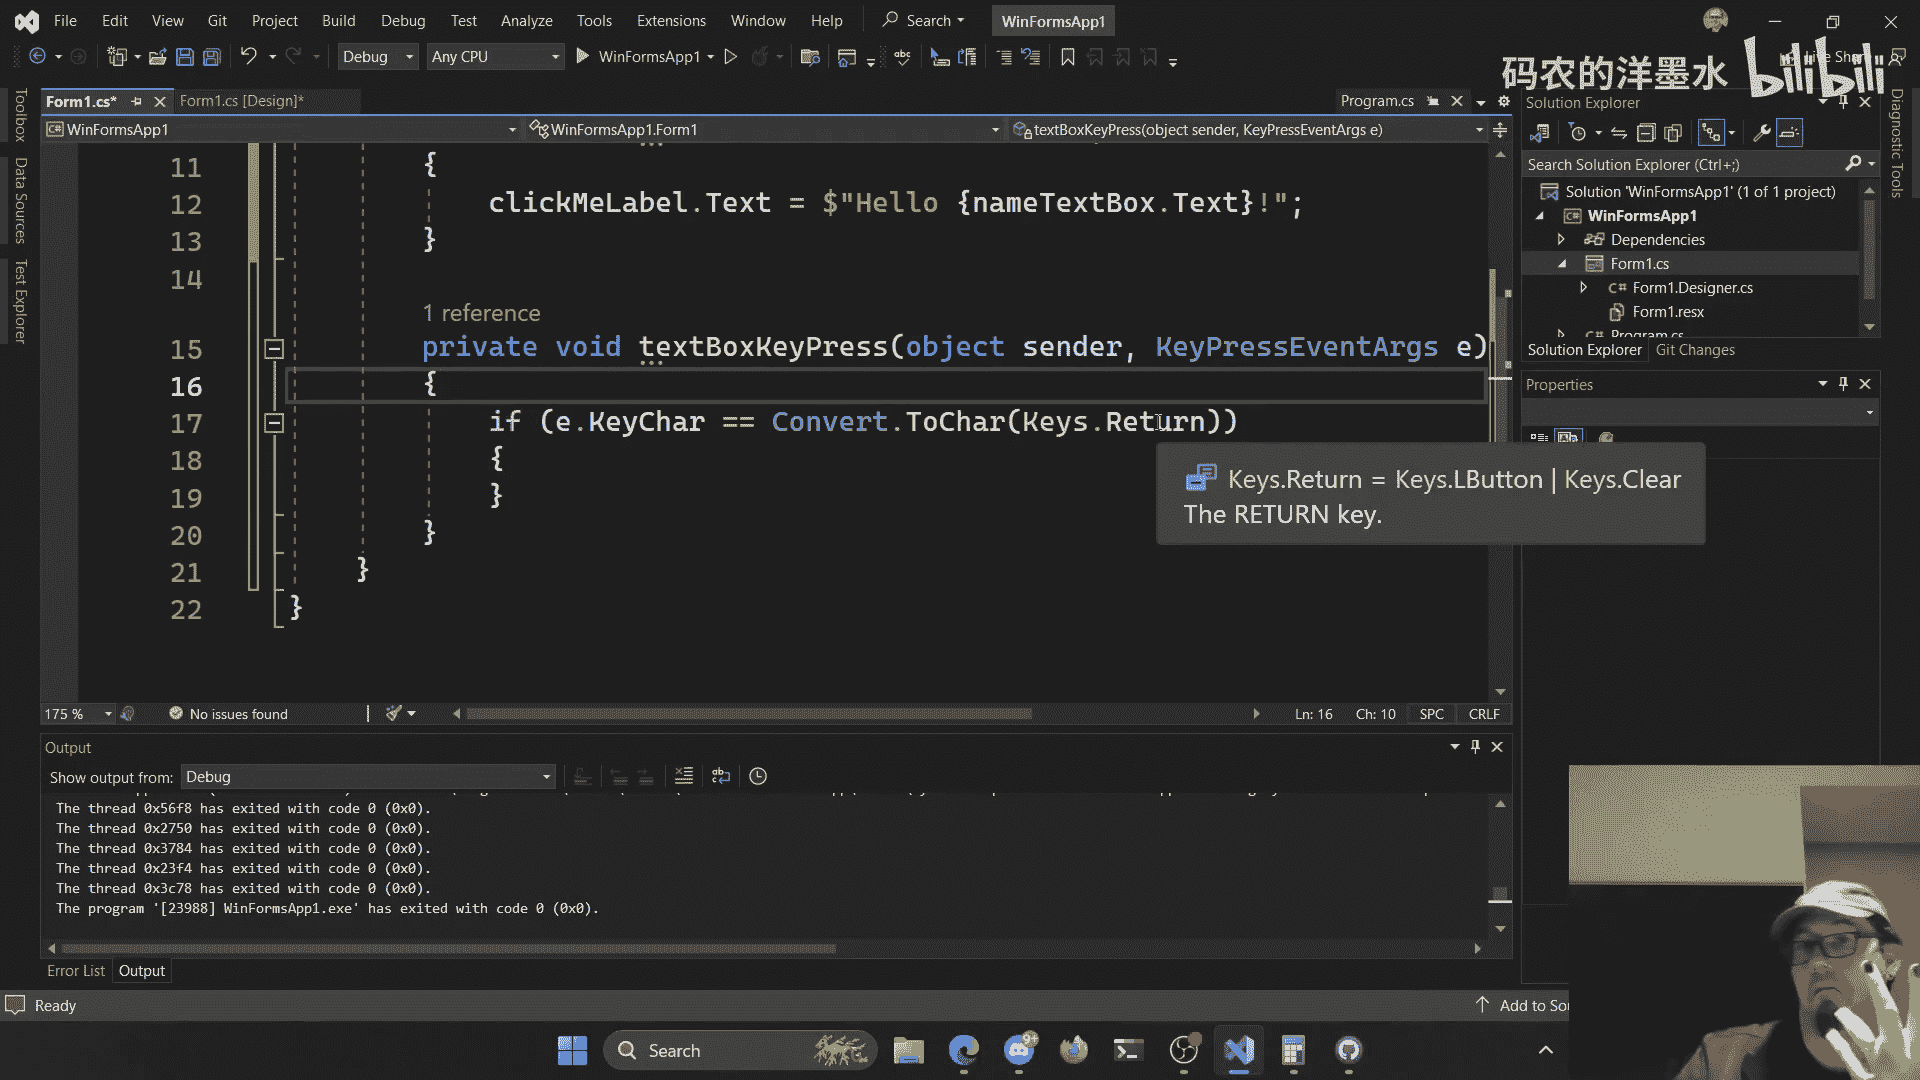 File Edit View Git Project Build Debug Test Analyze Tools Extensions Window Help Search WinFormsApp1
Debug Any CPU WinFormsApp1 Live Share
码农的洋墨水 bilibili
Form1.cs* Form1.cs [Design]* Program.cs
WinFormsApp1 WinFormsApp1.Form1 textBoxKeyPress(object sender, KeyPressEventArgs e)
Toolbox
Data Sources
Test Explorer
11 {
12 clickMeLabel.Text = $"Hello {nameTextBox.Text}!";
13 }
14
1 reference
15 private void textBoxKeyPress(object sender, KeyPressEventArgs e)
16 {
17 if (e.KeyChar == Convert.ToChar(Keys.Return))
18 {
19 }
20 }
21 }
22 }
Keys.Return = Keys.LButton | Keys.Clear
The RETURN key.
175 % No issues found Ln: 16 Ch: 10 SPC CRLF
Output
Show output from: Debug
The thread 0x56f8 has exited with code 0 (0x0).
The thread 0x2750 has exited with code 0 (0x0).
The thread 0x3784 has exited with code 0 (0x0).
The thread 0x23f4 has exited with code 0 (0x0).
The thread 0x3c78 has exited with code 0 (0x0).
The program '[23988] WinFormsApp1.exe' has exited with code 0 (0x0).
Error List Output
Solution Explorer
Search Solution Explorer (Ctrl+;)
Solution 'WinFormsApp1' (1 of 1 project)
WinFormsApp1
Dependencies
Form1.cs
C# Form1.Designer.cs
Form1.resx
C# Program.cs
Solution Explorer Git Changes
Properties
Diagnostic Tools
Ready Add to Sou
Search
9+